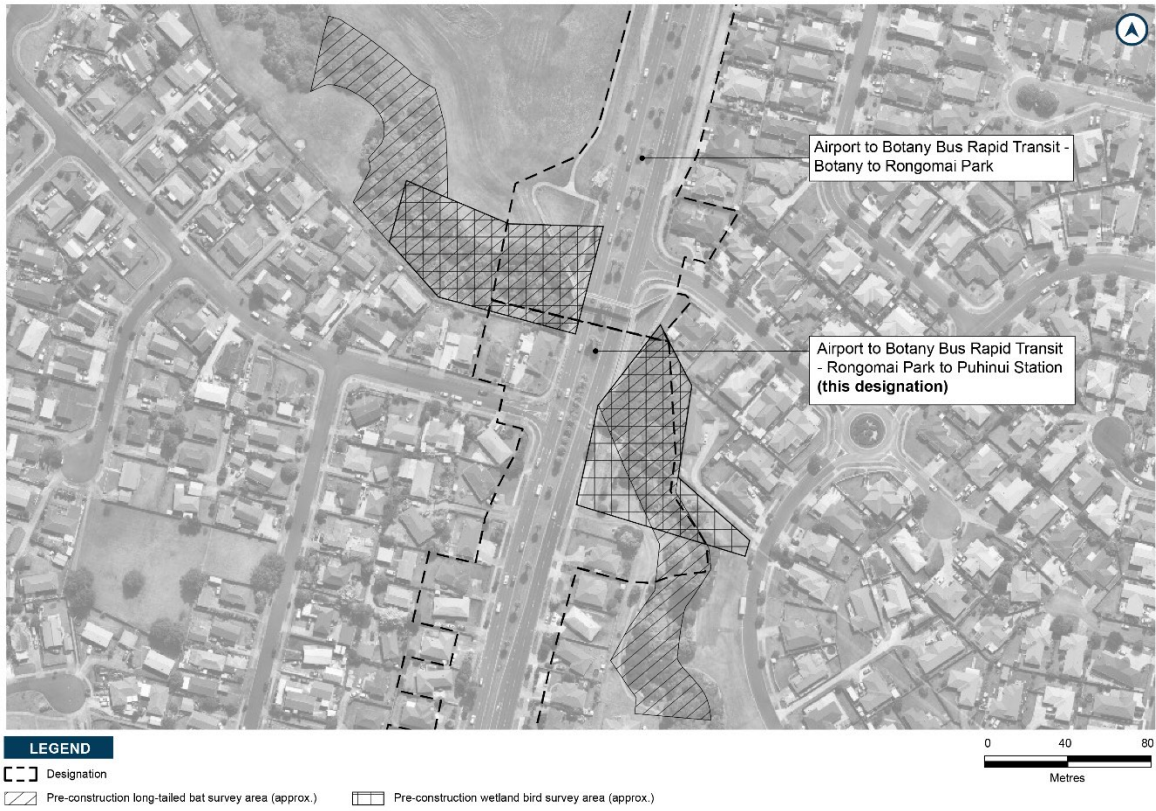 Airport to Botany Bus Rapid Transit -
Botany to Rongomai Park
Airport to Botany Bus Rapid Transit
- Rongomai Park to Puhinui Station
(this designation)
LEGEND
Designation
Pre-construction long-tailed bat survey area (approx.)
Pre-construction wetland bird survey area (approx.)
0 40 80
Metres